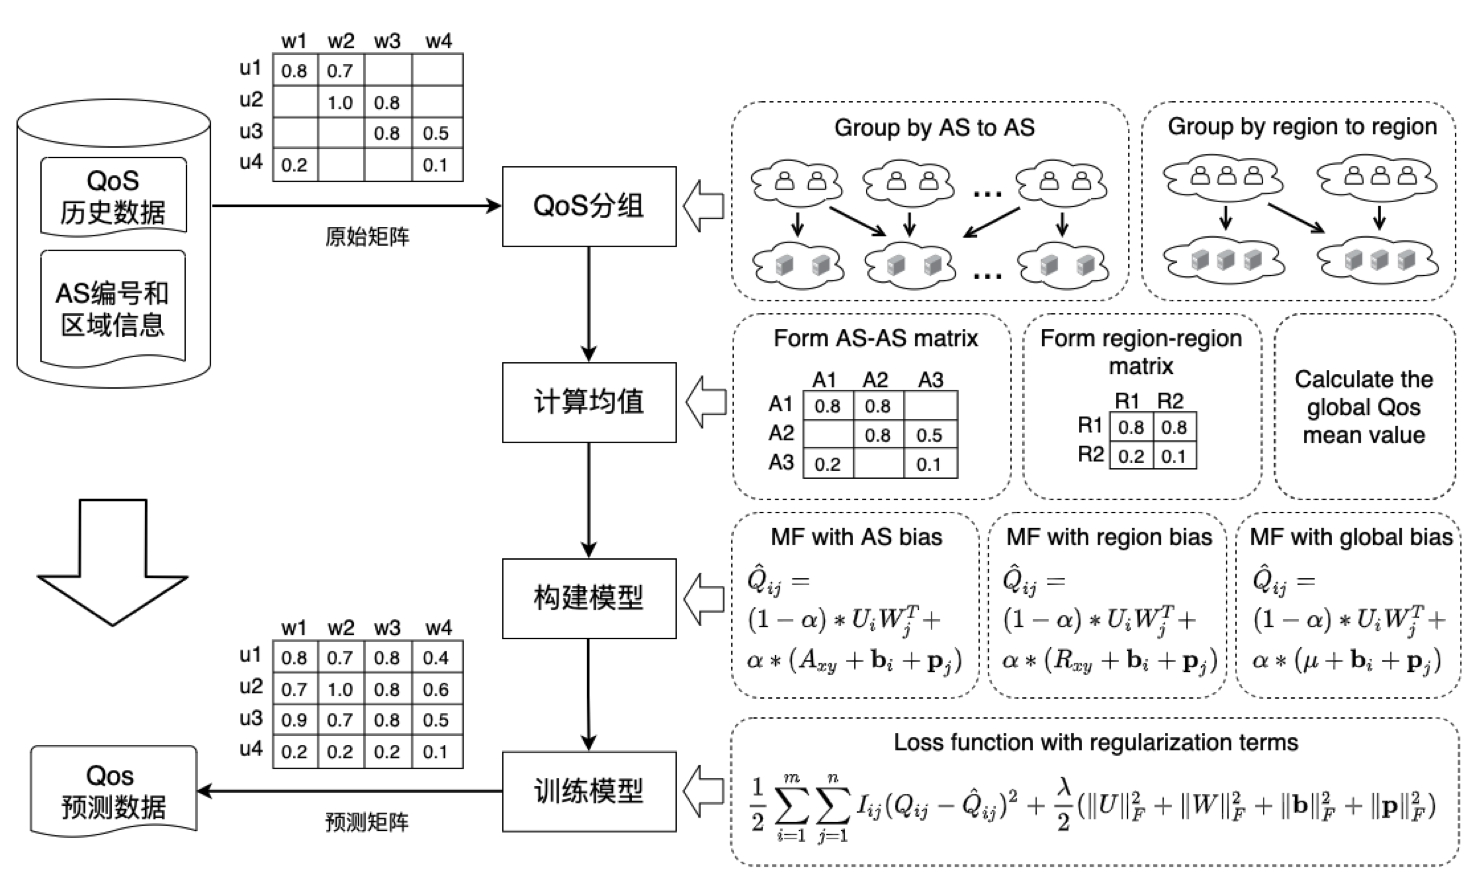 w1 w2 w3 w4
u1 0.8 0.7
u2 1.0 0.8
u3 0.8 0.5
u4 0.2 0.1
QoS
历史数据
AS编号和
区域信息
原始矩阵
QoS分组
Group by AS to AS
...
...
Group by region to region
计算均值
Form AS-AS matrix
A1 A2 A3
A1 0.8 0.8
A2 0.8 0.5
A3 0.2 0.1
Form region-region
matrix
R1 R2
R1 0.8 0.8
R2 0.2 0.1
Calculate the
global Qos
mean value
构建模型
MF with AS bias
$\hat{Q}_{ij} =$
$(1 - \alpha) * U_i W_j^T +$
$\alpha * (A_{xy} + \mathbf{b}_i + \mathbf{p}_j)$
MF with region bias
$\hat{Q}_{ij} =$
$(1 - \alpha) * U_i W_j^T +$
$\alpha * (R_{xy} + \mathbf{b}_i + \mathbf{p}_j)$
MF with global bias
$\hat{Q}_{ij} =$
$(1 - \alpha) * U_i W_j^T +$
$\alpha * (\mu + \mathbf{b}_i + \mathbf{p}_j)$
w1 w2 w3 w4
u1 0.8 0.7 0.8 0.4
u2 0.7 1.0 0.8 0.6
u3 0.9 0.7 0.8 0.5
u4 0.2 0.2 0.2 0.1
Qos
预测数据
预测矩阵
训练模型
Loss function with regularization terms
$\frac{1}{2} \sum_{i=1}^{m} \sum_{j=1}^{n} I_{ij} (Q_{ij} - \hat{Q}_{ij})^2 + \frac{\lambda}{2} (\|U\|_F^2 + \|W\|_F^2 + \|\mathbf{b}\|_F^2 + \|\mathbf{p}\|_F^2)$